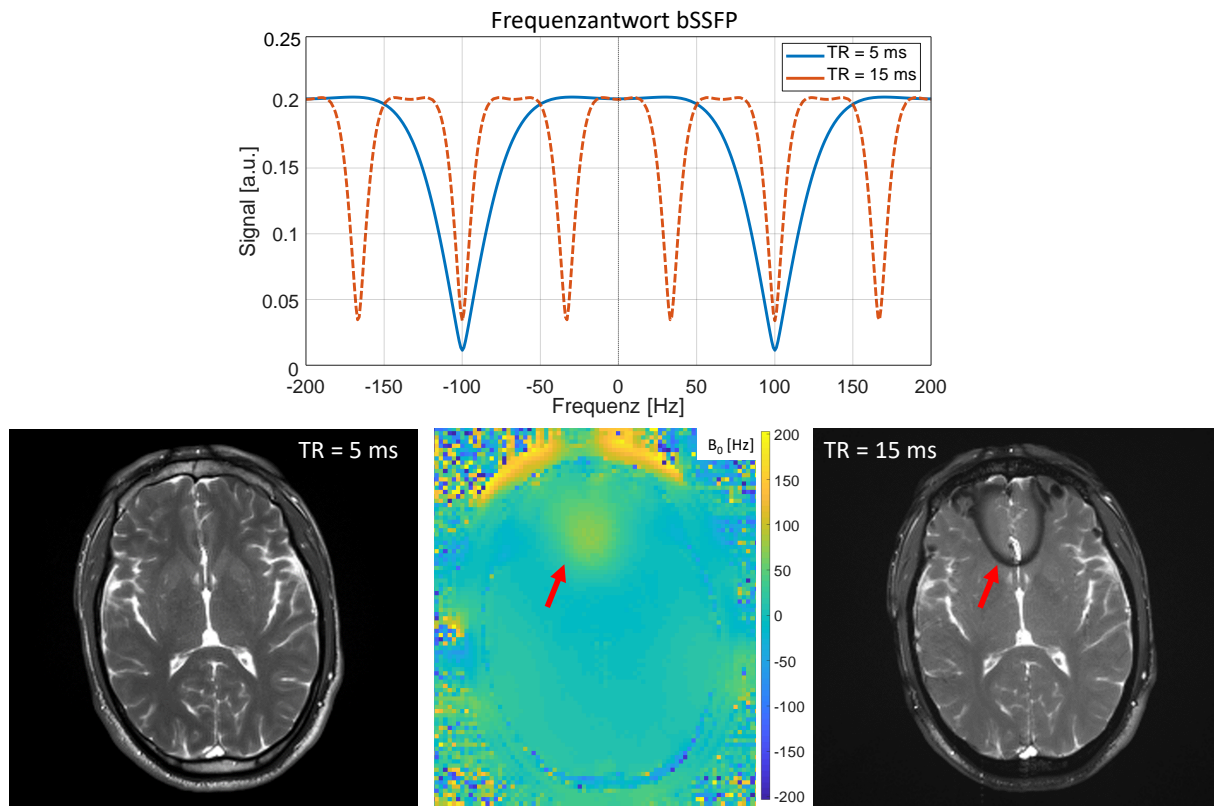 Frequenzantwort bSSFP
0.25
0.2
0.15
0.1
0.05
0
Signal [a.u.]
TR = 5 ms
TR = 15 ms
-200 -150 -100 -50 0 50 100 150 200
Frequenz [Hz]
TR = 5 ms
B0 [Hz]
200
150
100
50
0
-50
-100
-150
-200
TR = 15 ms